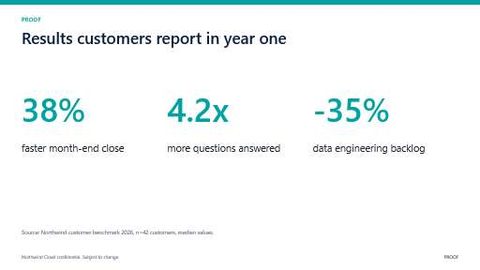 PROOF
Results customers report in year one
38%
4.2x
-35%
faster month-end close
more questions answered
data engineering backlog
Source: Northwind customer benchmark 2026, n=42 customers, median values.
Northwind Cloud confidential. Subject to change.
PROOF